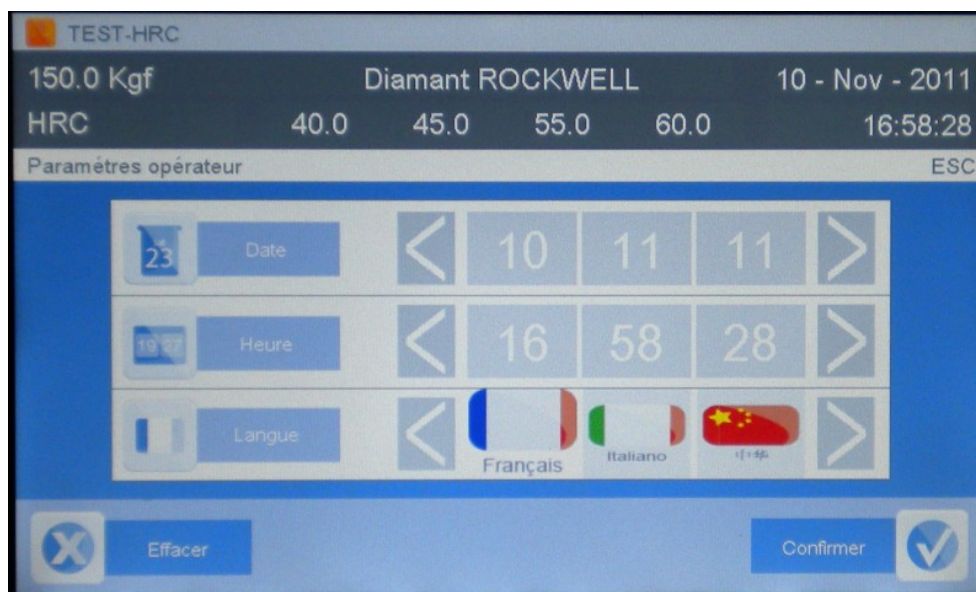 TEST-HRC
150.0 Kgf Diamant ROCKWELL 10 - Nov - 2011
HRC 40.0 45.0 55.0 60.0 16:58:28
Paramétres opérateur ESC
23 Date 10 11 11
19 27 Heure 16 58 28
Langue Français Italiano
Effacer Confirmer